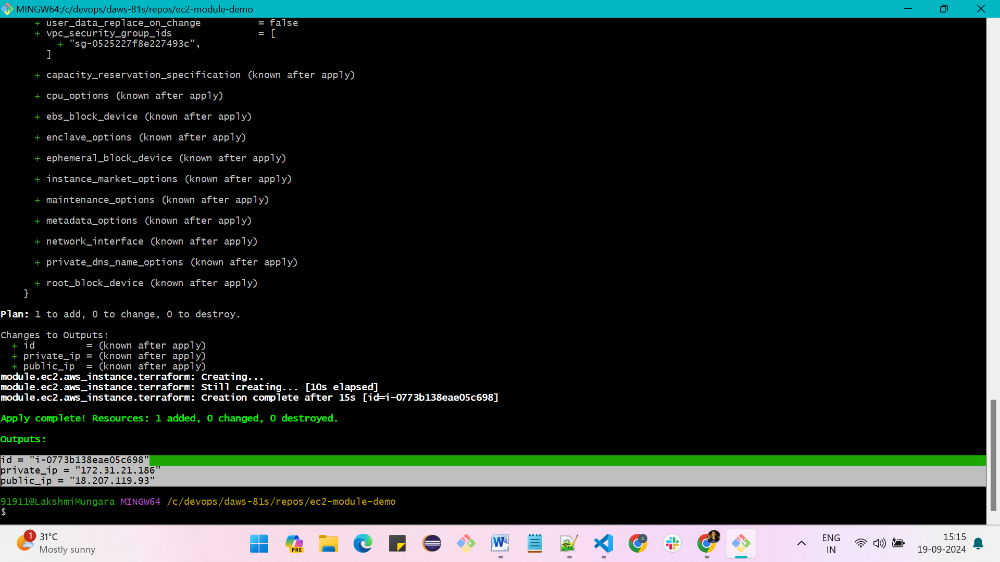 MINGW64:/c/devops/daws-81s/repos/ec2-module-demo
+ user_data_replace_on_change          = false
+ vpc_security_group_ids               = [
+ "sg-0525227f8e227493c",
]
+ capacity_reservation_specification (known after apply)
+ cpu_options (known after apply)
+ ebs_block_device (known after apply)
+ enclave_options (known after apply)
+ ephemeral_block_device (known after apply)
+ instance_market_options (known after apply)
+ maintenance_options (known after apply)
+ metadata_options (known after apply)
+ network_interface (known after apply)
+ private_dns_name_options (known after apply)
+ root_block_device (known after apply)
}
Plan: 1 to add, 0 to change, 0 to destroy.
Changes to Outputs:
+ id         = (known after apply)
+ private_ip = (known after apply)
+ public_ip  = (known after apply)
module.ec2.aws_instance.terraform: Creating...
module.ec2.aws_instance.terraform: Still creating... [10s elapsed]
module.ec2.aws_instance.terraform: Creation complete after 15s [id=i-0773b138eae05c698]
Apply complete! Resources: 1 added, 0 changed, 0 destroyed.
Outputs:
id = "i-0773b138eae05c698"
private_ip = "172.31.21.186"
public_ip = "18.207.119.93"
91911@LakshmiMungara MINGW64 /c/devops/daws-81s/repos/ec2-module-demo
$
1
31°C
Mostly sunny
PRE
W
C
ENG
IN
15:15
19-09-2024